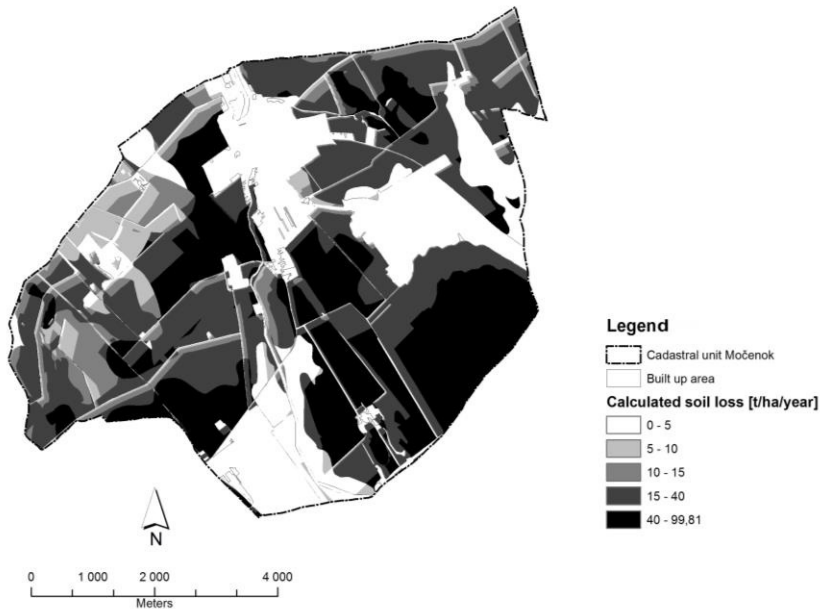 Legend
Cadastral unit Močenok
Built up area
Calculated soil loss [t/ha/year]
0 - 5
5 - 10
10 - 15
15 - 40
40 - 99,81
N
0 1 000 2 000 4 000
Meters